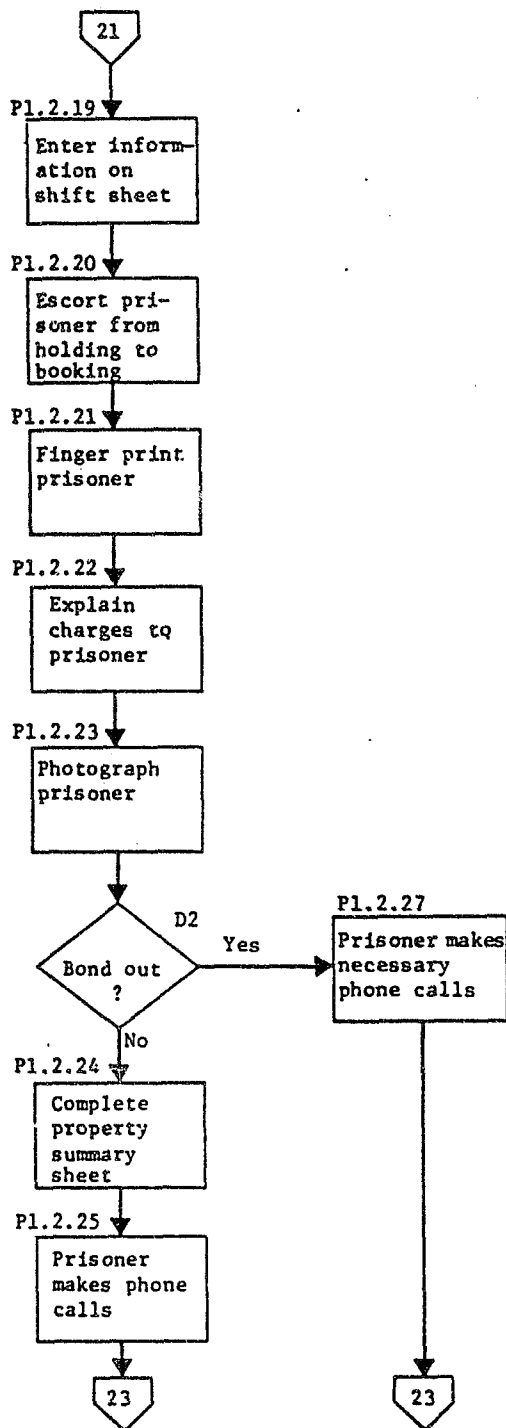 21
P1.2.19
Enter inform-
ation on
shift sheet
P1.2.20
Escort pri-
soner from
holding to
booking
P1.2.21
Finger print
prisoner
P1.2.22
Explain
charges to
prisoner
P1.2.23
Photograph
prisoner
D2
Bond out
?
Yes
No
P1.2.27
Prisoner makes
necessary
phone calls
P1.2.24
Complete
property
summary
sheet
P1.2.25
Prisoner
makes phone
calls
23
23